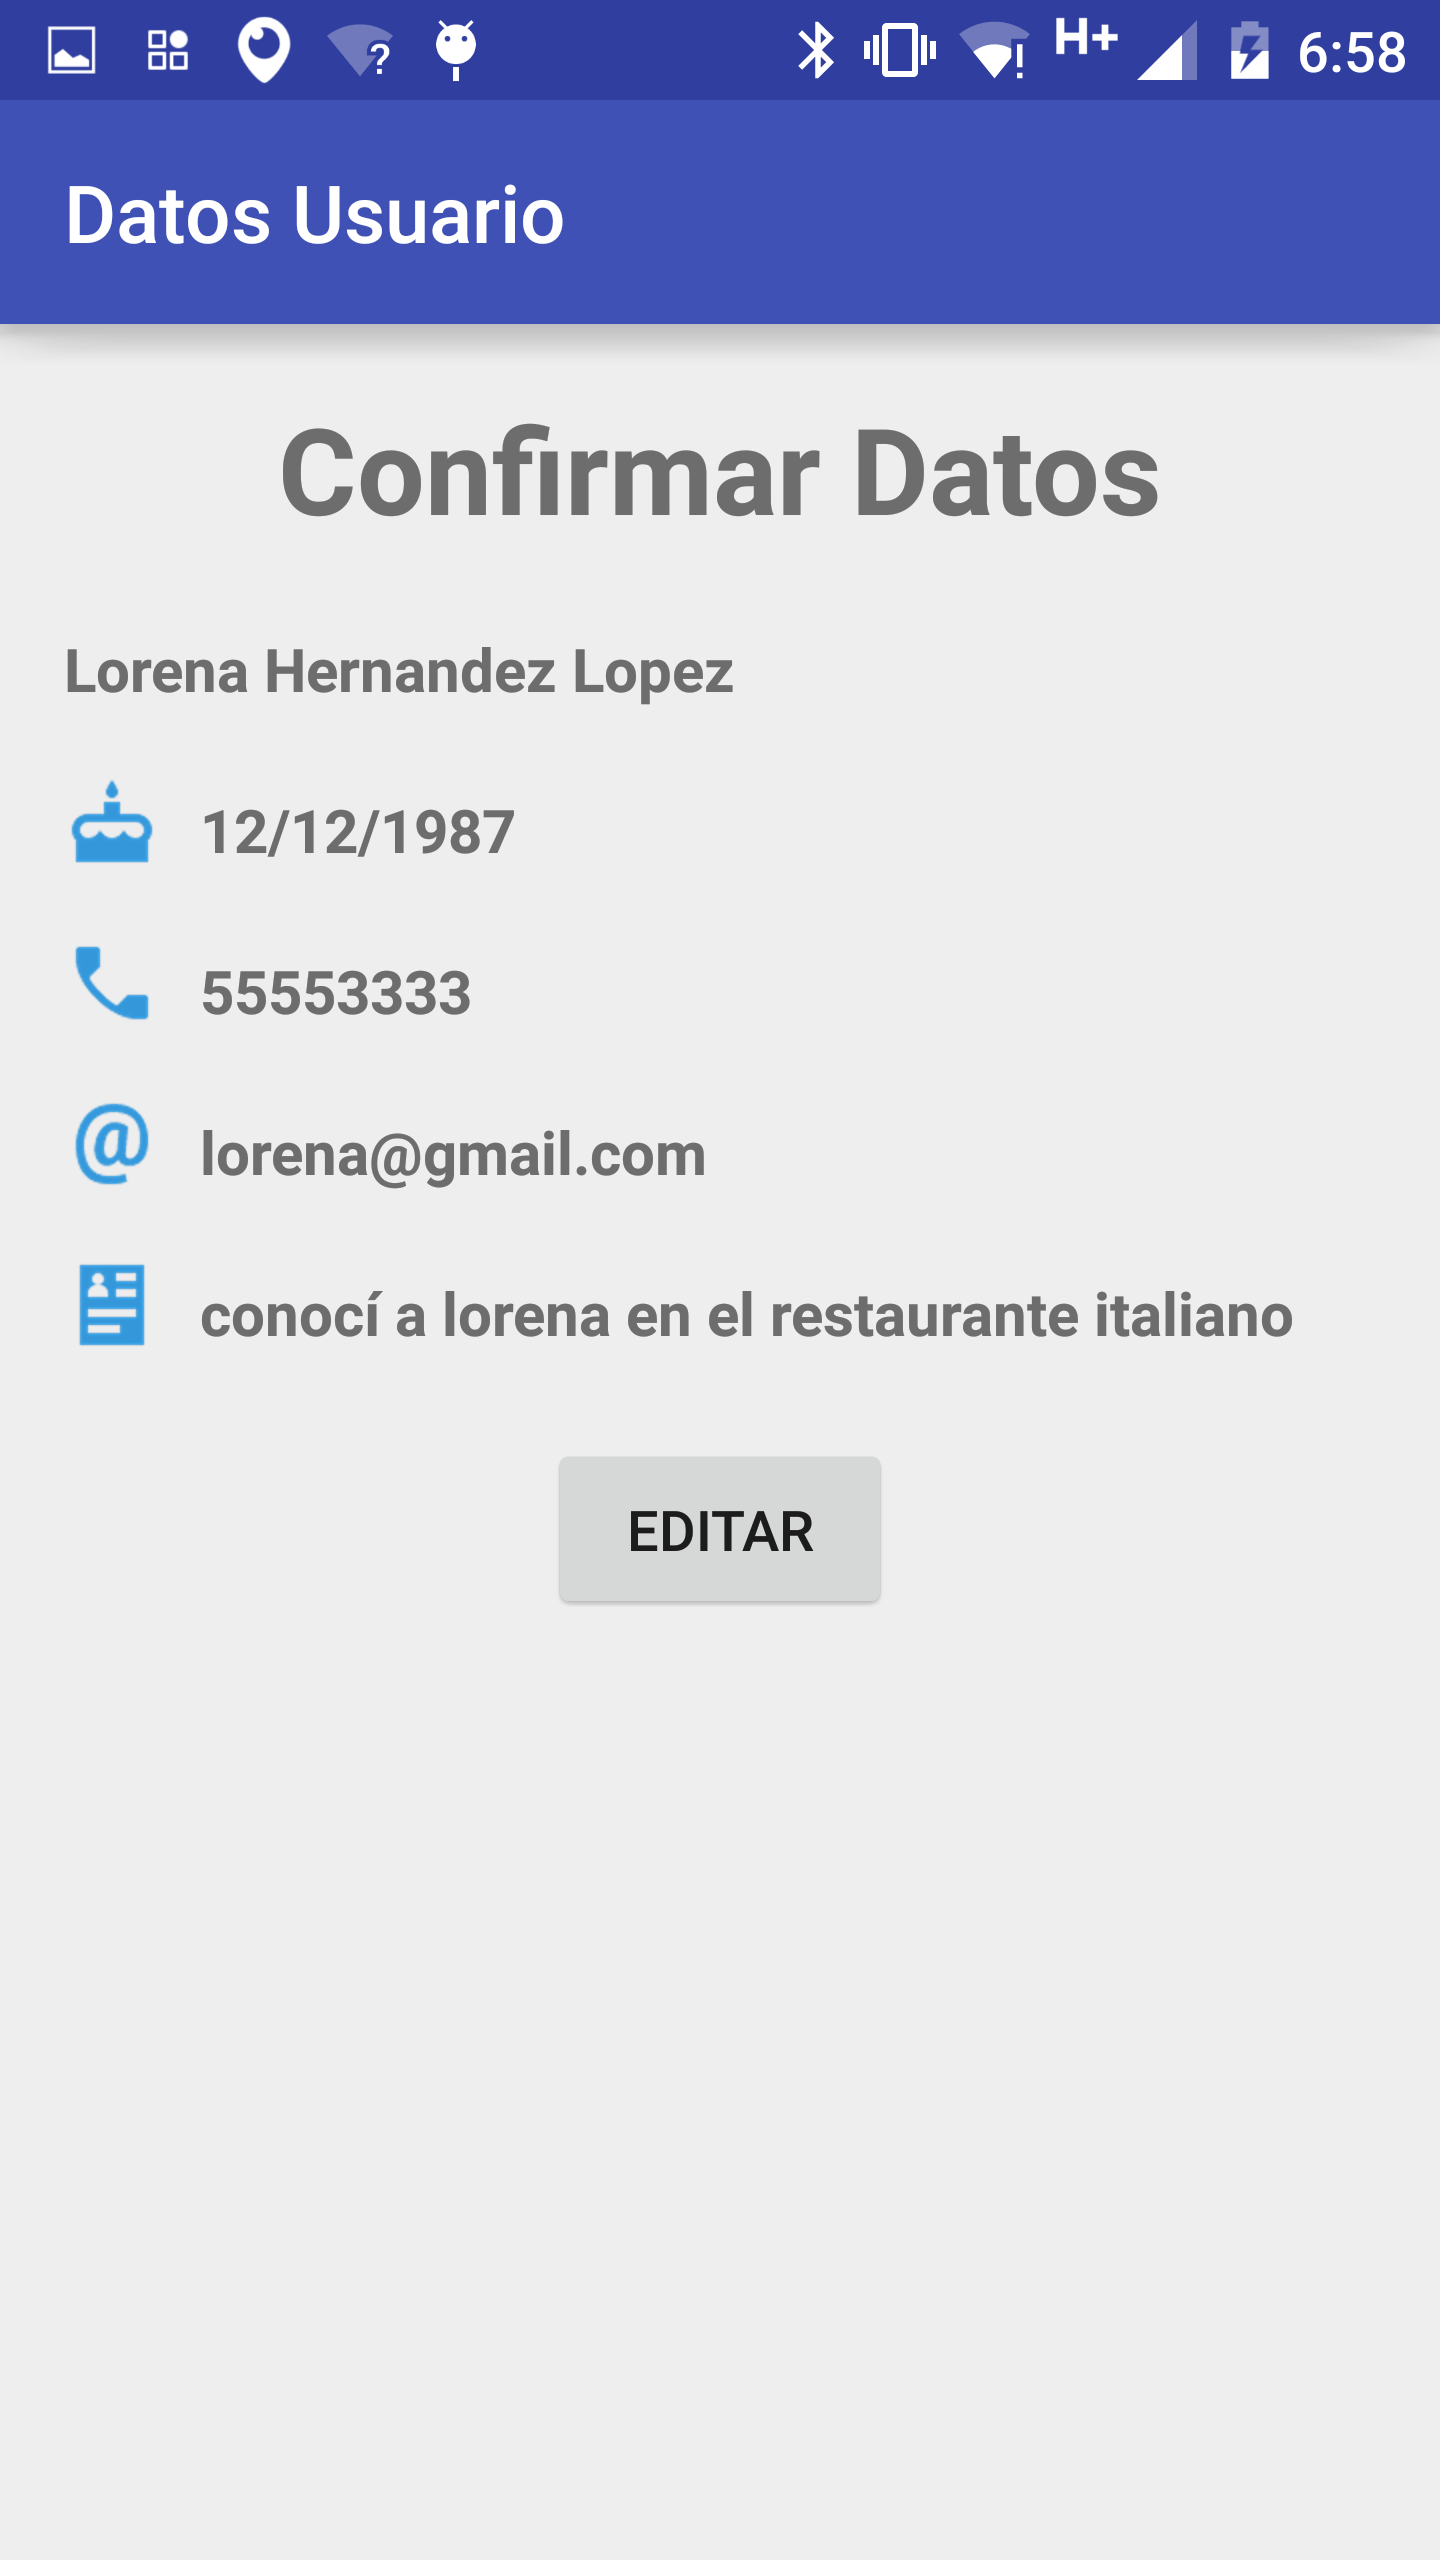 H+ 6:58
Datos Usuario
Confirmar Datos
Lorena Hernandez Lopez
12/12/1987
55553333
lorena@gmail.com
conocí a lorena en el restaurante italiano
EDITAR